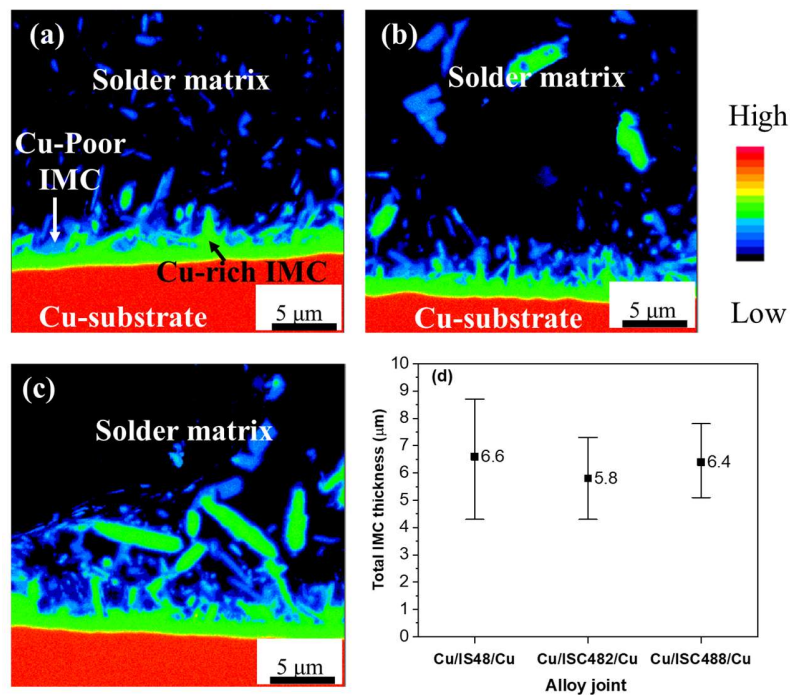 (a)
Solder matrix
Cu-Poor
IMC
Cu-rich IMC
Cu-substrate
5 μm
(b)
Solder matrix
Cu-substrate
5 μm
High
Low
(c)
Solder matrix
5 μm
(d)
Total IMC thickness (μm)
10
9
8
7
6
5
4
3
2
1
0
6.6
5.8
6.4
Cu/IS48/Cu
Cu/ISC482/Cu
Cu/ISC488/Cu
Alloy joint